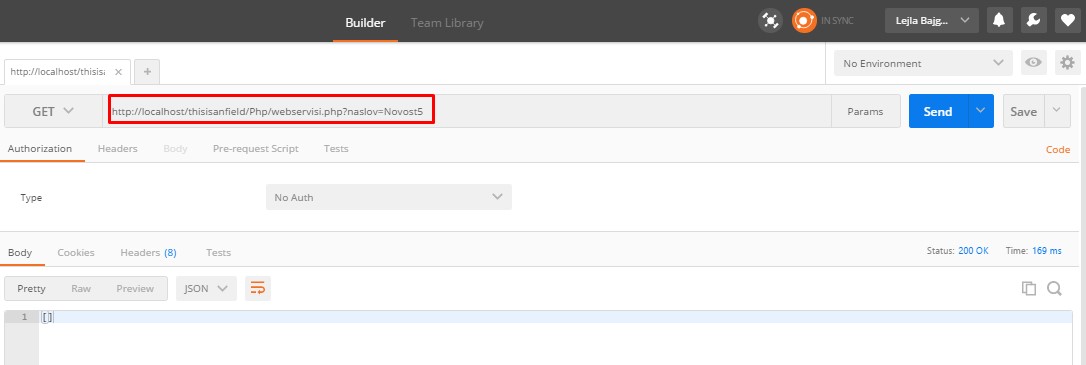 Builder Team Library IN SYNC Lejla Bajg...
http://localhost/thisisa No Environment
GET http://localhost/thisisanfield/Php/webservisi.php?naslov=Novost5 Params Send Save
Authorization Headers Body Pre-request Script Tests Code
Type No Auth
Body Cookies Headers (8) Tests Status: 200 OK Time: 169 ms
Pretty Raw Preview JSON
1 []